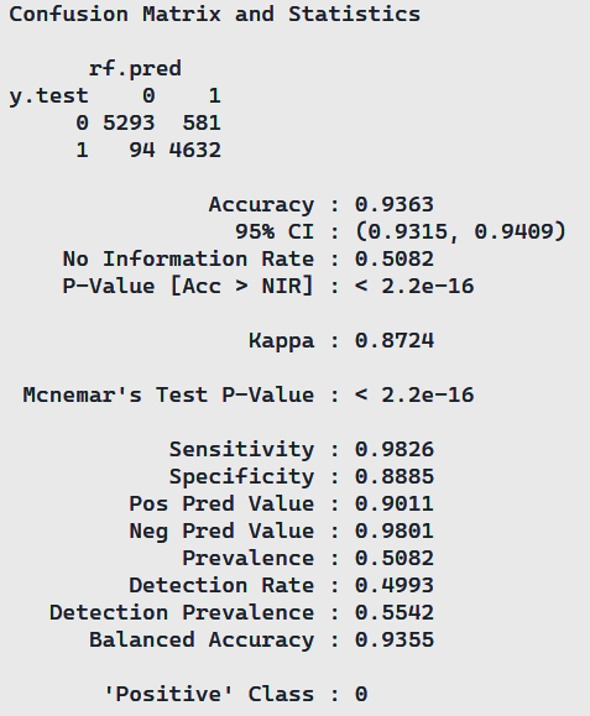 Confusion Matrix and Statistics
rf.pred
y.test 0 1
0 5293 581
1 94 4632
Accuracy : 0.9363
95% CI : (0.9315, 0.9409)
No Information Rate : 0.5082
P-Value [Acc > NIR] : < 2.2e-16
Kappa : 0.8724
Mcnemar's Test P-Value : < 2.2e-16
Sensitivity : 0.9826
Specificity : 0.8885
Pos Pred Value : 0.9011
Neg Pred Value : 0.9801
Prevalence : 0.5082
Detection Rate : 0.4993
Detection Prevalence : 0.5542
Balanced Accuracy : 0.9355
'Positive' Class : 0